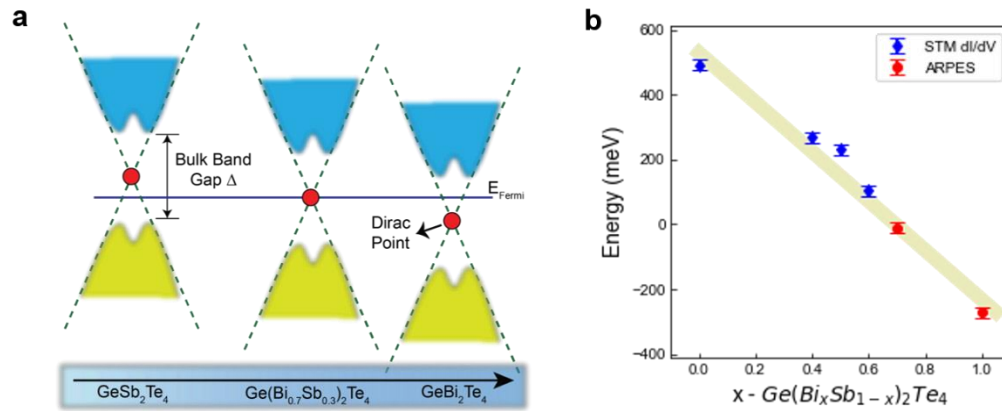 a
Bulk Band
Gap Δ
E_Fermi
Dirac
Point
GeSb₂Te₄
Ge(Bi₀.₇Sb₀.₃)₂Te₄
GeBi₂Te₄
b
600
400
200
0
−200
−400
Energy (meV)
STM dI/dV
ARPES
0.0 0.2 0.4 0.6 0.8 1.0
x - Ge(BiₓSb₁₋ₓ)₂Te₄